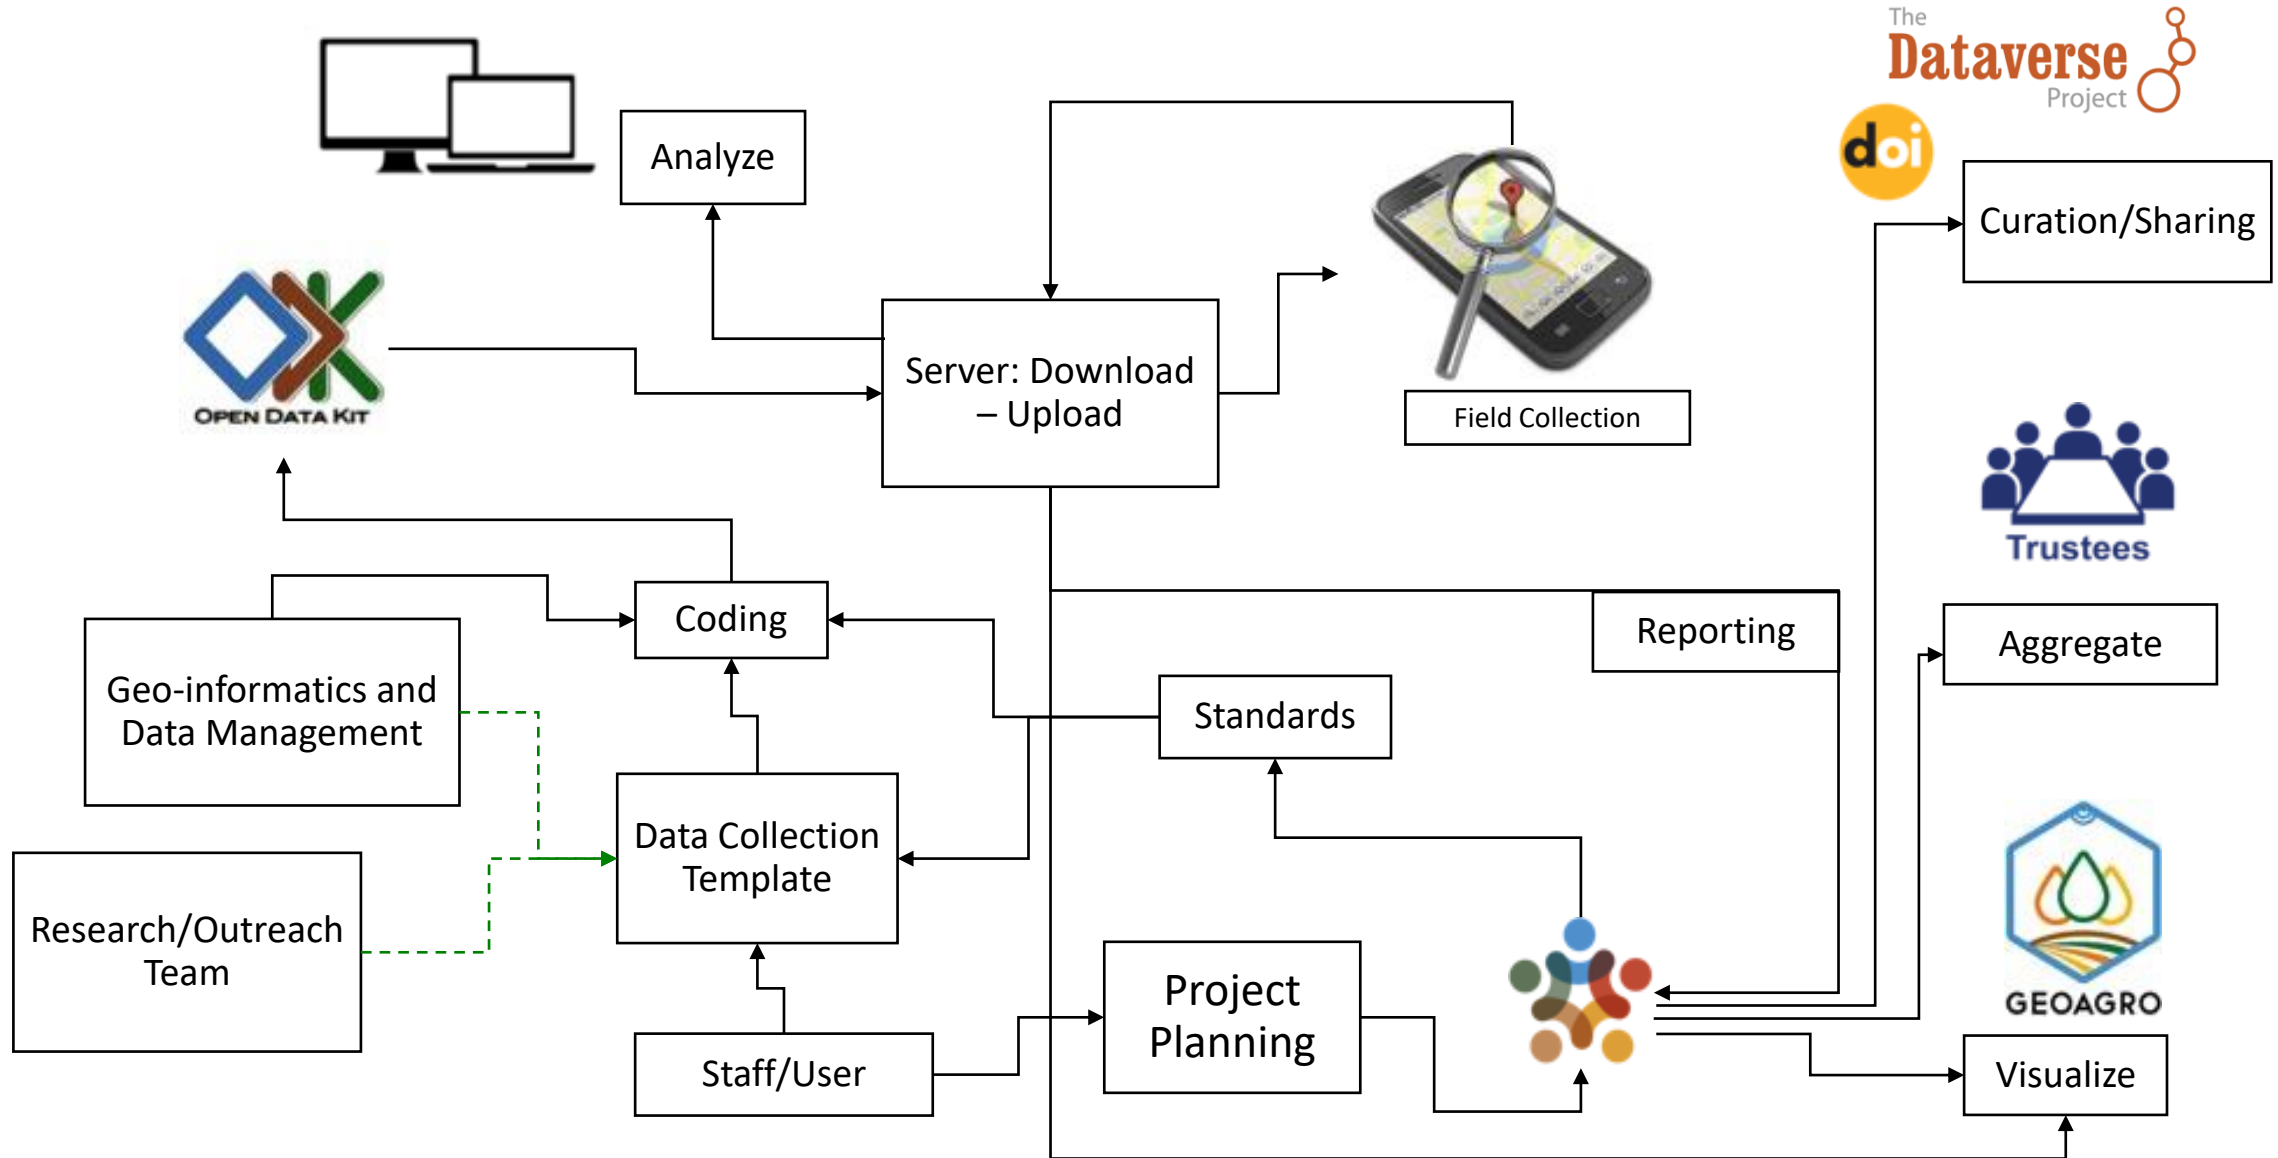 The
Dataverse
Project
doi
Analyze
Curation/Sharing
OPEN DATA KIT
Server: Download
– Upload
Field Collection
Trustees
Coding
Reporting
Aggregate
Geo-informatics and
Data Management
Standards
Data Collection
Template
Research/Outreach
Team
Project
Planning
GEOAGRO
Staff/User
Visualize